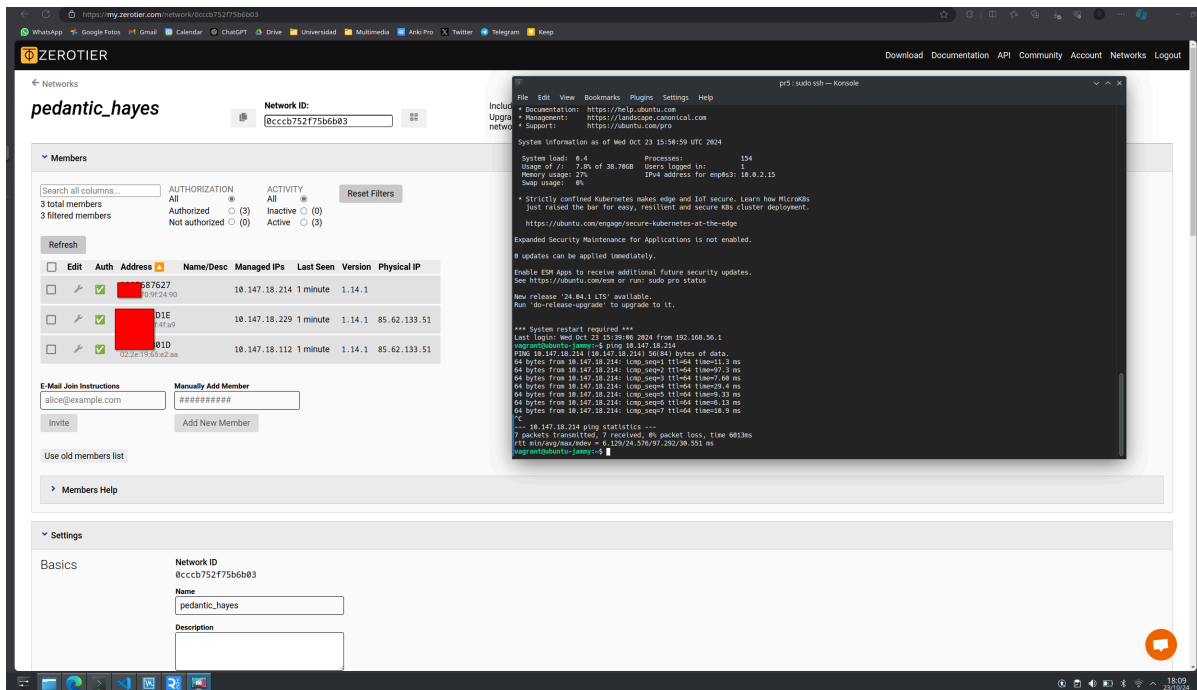 https://my.zerotier.com/network/0cccb752f75b6b03
WhatsApp Google Fotos Gmail Calendar ChatGPT Drive Universidad Multimedia Anki Pro Twitter Telegram Keep
ZEROTIER
Download Documentation API Community Account Networks Logout
Networks
pedantic_hayes
Network ID:
0cccb752f75b6b03
Includ
Upgra
netwo
Members
Search all columns...
3 total members
3 filtered members
AUTHORIZATION
All
Authorized (3)
Not authorized (0)
ACTIVITY
All
Inactive (0)
Active (3)
Reset Filters
Refresh
Edit Auth Address Name/Desc Managed IPs Last Seen Version Physical IP
587627 10.147.18.214 1 minute 1.14.1
9f:24:90
D1E 10.147.18.229 1 minute 1.14.1 85.62.133.51
f:4f:a9
01D 10.147.18.112 1 minute 1.14.1 85.62.133.51
02:2e:19:65:e2:aa
E-Mail Join Instructions
alice@example.com
Invite
Manually Add Member
##########
Add New Member
Use old members list
Members Help
Settings
Basics
Network ID
0cccb752f75b6b03
Name
pedantic_hayes
Description
pr5 : sudo ssh — Konsole
File Edit View Bookmarks Plugins Settings Help
* Documentation: https://help.ubuntu.com
* Management: https://landscape.canonical.com
* Support: https://ubuntu.com/pro
System information as of Wed Oct 23 15:50:59 UTC 2024
System load: 0.4 Processes: 154
Usage of /: 7.8% of 38.70GB Users logged in: 1
Memory usage: 27% IPv4 address for enp0s3: 10.0.2.15
Swap usage: 0%
* Strictly confined Kubernetes makes edge and IoT secure. Learn how MicroK8s
just raised the bar for easy, resilient and secure K8s cluster deployment.
https://ubuntu.com/engage/secure-kubernetes-at-the-edge
Expanded Security Maintenance for Applications is not enabled.
0 updates can be applied immediately.
Enable ESM Apps to receive additional future security updates.
See https://ubuntu.com/esm or run: sudo pro status
New release '24.04.1 LTS' available.
Run 'do-release-upgrade' to upgrade to it.
*** System restart required ***
Last login: Wed Oct 23 15:39:06 2024 from 192.168.56.1
vagrant@ubuntu-jammy:~$ ping 10.147.18.214
PING 10.147.18.214 (10.147.18.214) 56(84) bytes of data.
64 bytes from 10.147.18.214: icmp_seq=1 ttl=64 time=11.3 ms
64 bytes from 10.147.18.214: icmp_seq=2 ttl=64 time=97.3 ms
64 bytes from 10.147.18.214: icmp_seq=3 ttl=64 time=7.60 ms
64 bytes from 10.147.18.214: icmp_seq=4 ttl=64 time=29.4 ms
64 bytes from 10.147.18.214: icmp_seq=5 ttl=64 time=9.33 ms
64 bytes from 10.147.18.214: icmp_seq=6 ttl=64 time=6.13 ms
64 bytes from 10.147.18.214: icmp_seq=7 ttl=64 time=10.9 ms
^C
--- 10.147.18.214 ping statistics ---
7 packets transmitted, 7 received, 0% packet loss, time 6013ms
rtt min/avg/max/mdev = 6.129/24.576/97.292/30.551 ms
vagrant@ubuntu-jammy:~$
18:09
23/10/24